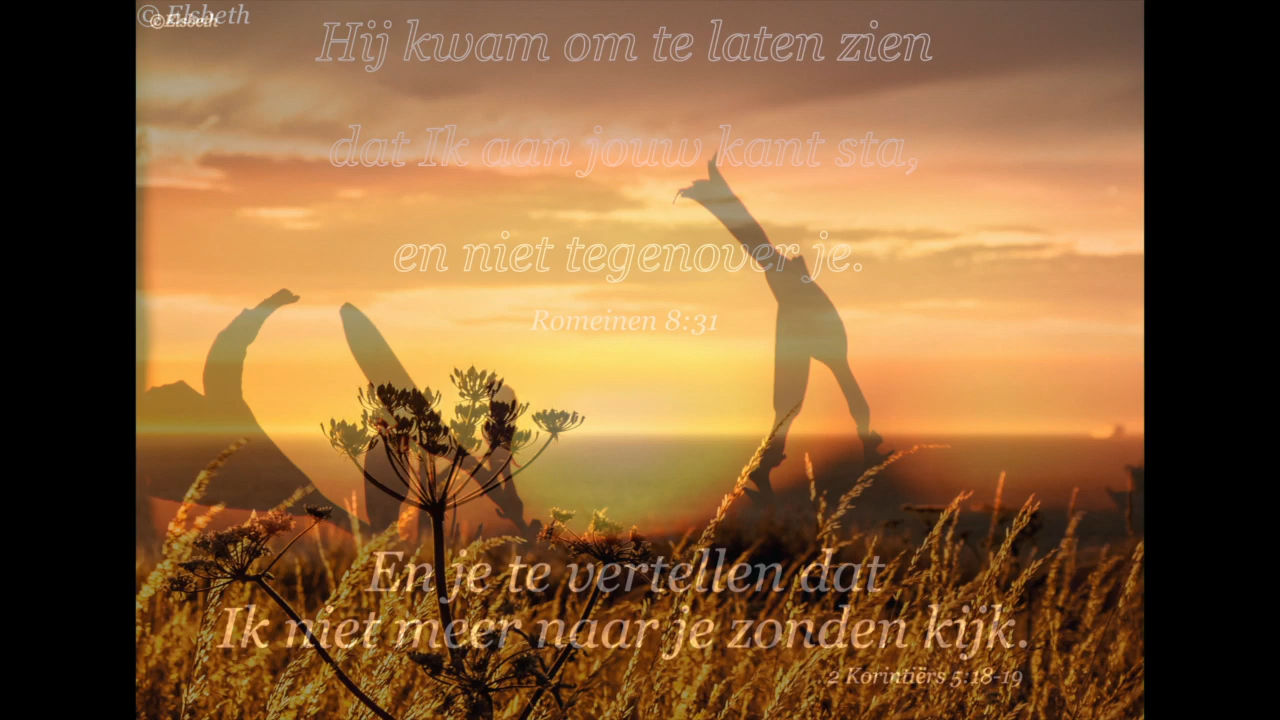 © Elsbeth
©Elsbeth
Hij kwam om te laten zien
dat Ik aan jouw kant sta,
en niet tegenover je.
Romeinen 8:31
En je te vertellen dat
Ik niet meer naar je zonden kijk.
2 Korintiërs 5:18-19